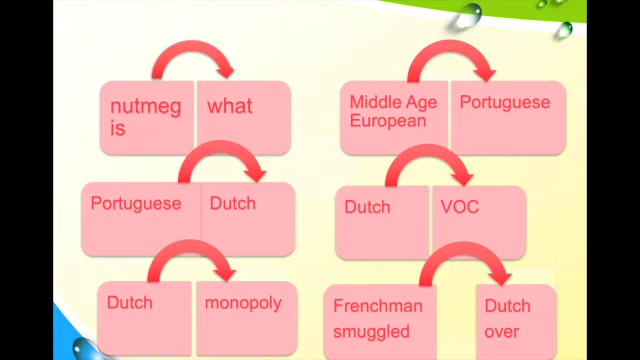 nutmeg is
what
Middle Age
European
Portuguese
Portuguese
Dutch
Dutch
VOC
Dutch
monopoly
Frenchman
smuggled
Dutch
over